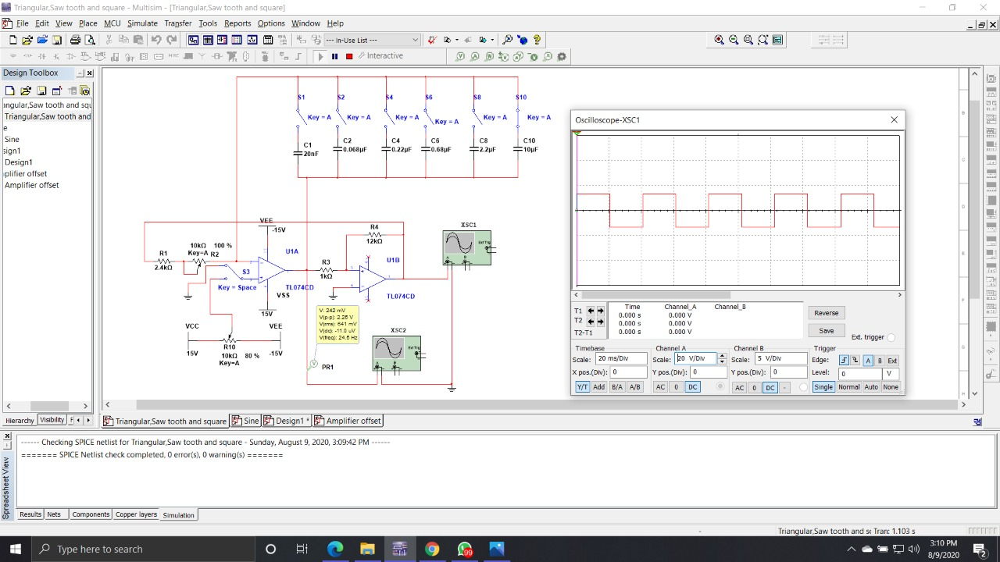 Triangular,Saw tooth and square - Multisim - [Triangular,Saw tooth and square]
File Edit View Place MCU Simulate Transfer Tools Reports Options Window Help
--- In-Use List ---
Interactive
Design Toolbox
angular,Saw tooth and squ
Triangular,Saw tooth and
e
Sine
sign1
Design1
plifier offset
Amplifier offset
Hierarchy Visibility
S1 S2 S4 S6 S8 S10
Key = A Key = A Key = A Key = A Key = A Key = A
C1 C2 C4 C6 C8 C10
20nF 0.068µF 0.22µF 0.68µF 2.2µF 10µF
VEE
-15V
R4
12kΩ
XSC1
Ext Trig
A B
R1
2.4kΩ
10kΩ 100 %
Key=A R2
U1A
S3
Key = Space
TL074CD
VSS
15V
R3
1kΩ
U1B
TL074CD
VCC
15V
VEE
-15V
R10
10kΩ 80 %
Key=A
V: 242 mV
V(p-p): 2.25 V
V(rms): 641 mV
V(dc): -11.0 uV
V(freq): 24.6 Hz
PR1
XSC2
Ext Trig
A B
Oscilloscope-XSC1
T1
T2
T2-T1
Time Channel_A Channel_B
0.000 s 0.000 V
0.000 s 0.000 V
0.000 s 0.000 V
Reverse
Save
Ext. trigger
Timebase
Scale: 20 ms/Div
X pos.(Div): 0
Y/T Add B/A A/B
Channel A
Scale: 20 V/Div
Y pos.(Div): 0
AC 0 DC
Channel B
Scale: 5 V/Div
Y pos.(Div): 0
AC 0 DC -
Trigger
Edge: A B Ext
Level: 0 V
Single Normal Auto None
Triangular,Saw tooth and square Sine Design1 * Amplifier offset
Spreadsheet View
------ Checking SPICE netlist for Triangular,Saw tooth and square - Sunday, August 9, 2020, 3:09:42 PM ------
======= SPICE Netlist check completed, 0 error(s), 0 warning(s) =======
Results Nets Components Copper layers Simulation
Triangular,Saw tooth and sc Tran: 1.103 s
Type here to search
99
3:10 PM
8/9/2020
2